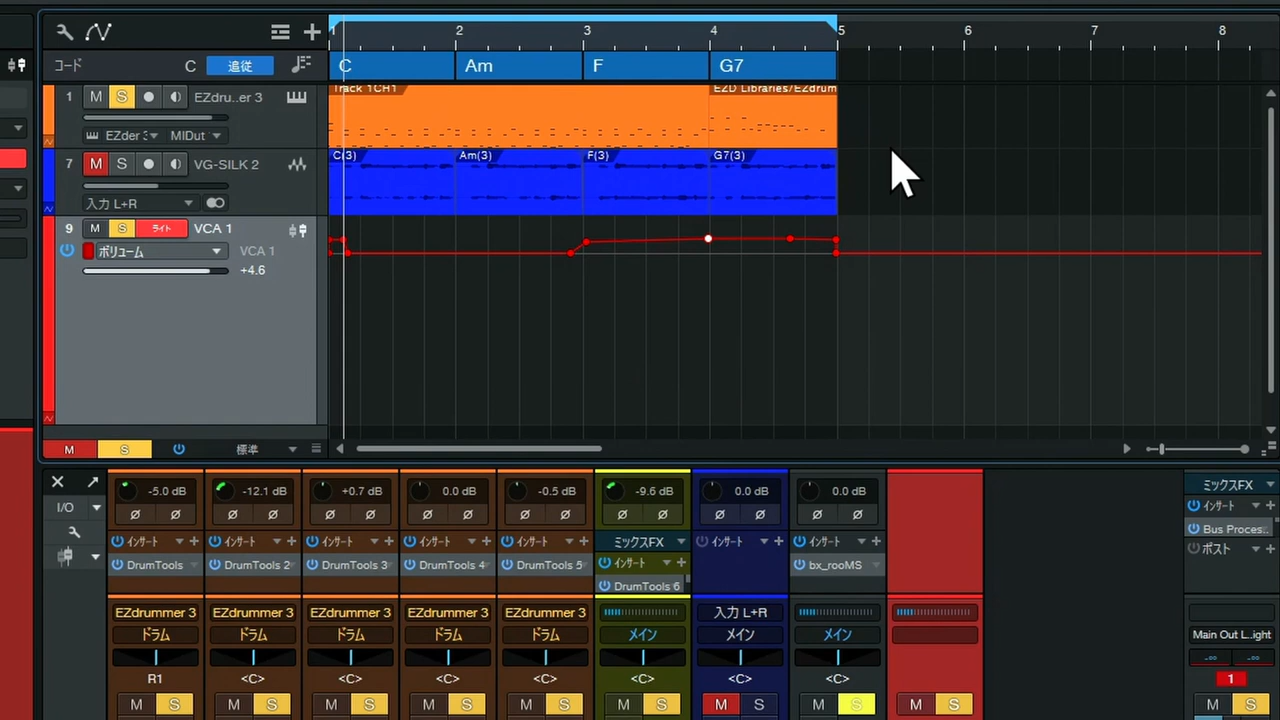 1 2 3 4 5 6 7 8
コード C 追従 C Am F G7
1 M S EZdru..er 3 Track 1CH1 EZD Libraries/EZdrum
EZder 3 MIDut
7 M S VG-SILK 2 C(3) Am(3) F(3) G7(3)
入力 L+R
9 M S ライト VCA 1
ボリューム VCA 1
+4.6
M S 標準
-5.0 dB -12.1 dB +0.7 dB 0.0 dB -0.5 dB -9.6 dB 0.0 dB 0.0 dB ミックスFX
I/O Ø Ø Ø Ø Ø Ø Ø Ø Ø Ø Ø Ø Ø Ø Ø Ø インサート
インサート インサート インサート インサート インサート ミックスFX インサート インサート Bus Proces..
DrumTools DrumTools 2 DrumTools 3 DrumTools 4 DrumTools 5 インサート bx_rooMS ポスト
DrumTools 6
EZdrummer 3 EZdrummer 3 EZdrummer 3 EZdrummer 3 EZdrummer 3 入力 L+R
ドラム ドラム ドラム ドラム ドラム メイン メイン メイン Main Out L..ight
-∞ -∞
R1 <C> <C> <C> <C> <C> <C> <C> 1
M S M S M S M S M S M S M S M S M S M S